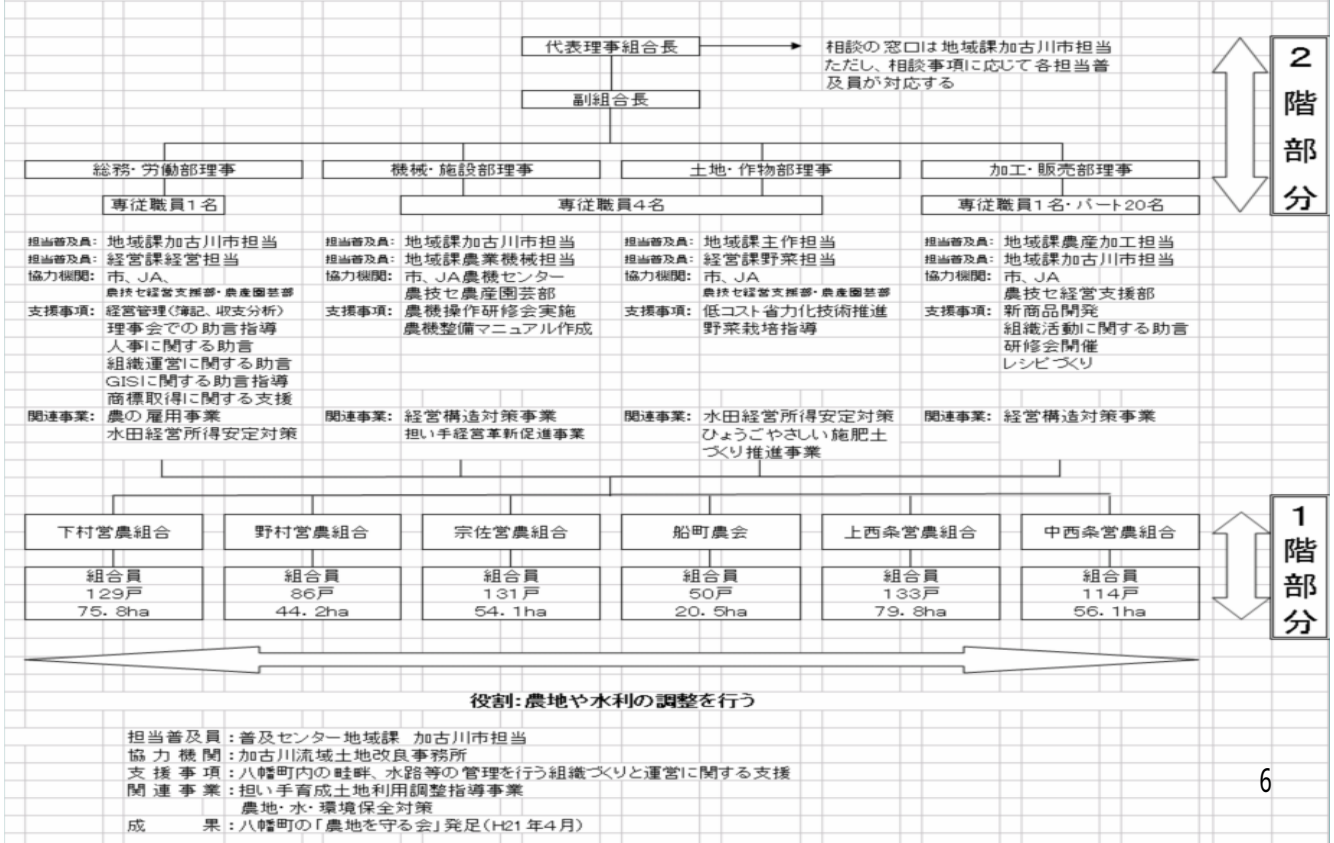 代表理事組合長
相談の窓口は地域課加古川市担当
ただし、相談事項に応じて各担当普
及員が対応する
副組合長
2階部分
総務・労働部理事
専従職員1名
機械・施設部理事
土地・作物部理事
専従職員4名
加工・販売部理事
専従職員1名・パート20名
担当普及員: 地域課加古川市担当
担当普及員: 経営課経営担当
協力機関: 市、JA、
農技セ経営支援部・農産園芸部
支援事項: 経営管理(簿記、収支分析)
理事会での助言指導
人事に関する助言
組織運営に関する助言
GISに関する助言指導
商標取得に関する支援
関連事業: 農の雇用事業
水田経営所得安定対策
担当普及員: 地域課加古川市担当
担当普及員: 地域課農業機械担当
協力機関: 市、JA農機センター
農技セ農産園芸部
支援事項: 農機操作研修会実施
農機整備マニュアル作成
関連事業: 経営構造対策事業
担い手経営革新促進事業
担当普及員: 地域課主作担当
担当普及員: 経営課野菜担当
協力機関: 市、JA
農技セ経営支援部・農産園芸部
支援事項: 低コスト省力化技術推進
野菜栽培指導
関連事業: 水田経営所得安定対策
ひょうごやさしい施肥土
づくり推進事業
担当普及員: 地域課農産加工担当
担当普及員: 地域課加古川市担当
協力機関: 市、JA
農技セ経営支援部
支援事項: 新商品開発
組織活動に関する助言
研修会開催
レシピづくり
関連事業: 経営構造対策事業
1階部分
下村営農組合
組合員
129戸
75.8ha
野村営農組合
組合員
86戸
44.2ha
宗佐営農組合
組合員
131戸
54.1ha
船町農会
組合員
50戸
20.5ha
上西条営農組合
組合員
133戸
79.8ha
中西条営農組合
組合員
114戸
56.1ha
役割:農地や水利の調整を行う
担当普及員:普及センター地域課 加古川市担当
協力機関:加古川流域土地改良事務所
支援事項:八幡町内の畦畔、水路等の管理を行う組織づくりと運営に関する支援
関連事業:担い手育成土地利用調整指導事業
農地・水・環境保全対策
成 果:八幡町の「農地を守る会」発足(H21年4月)
6